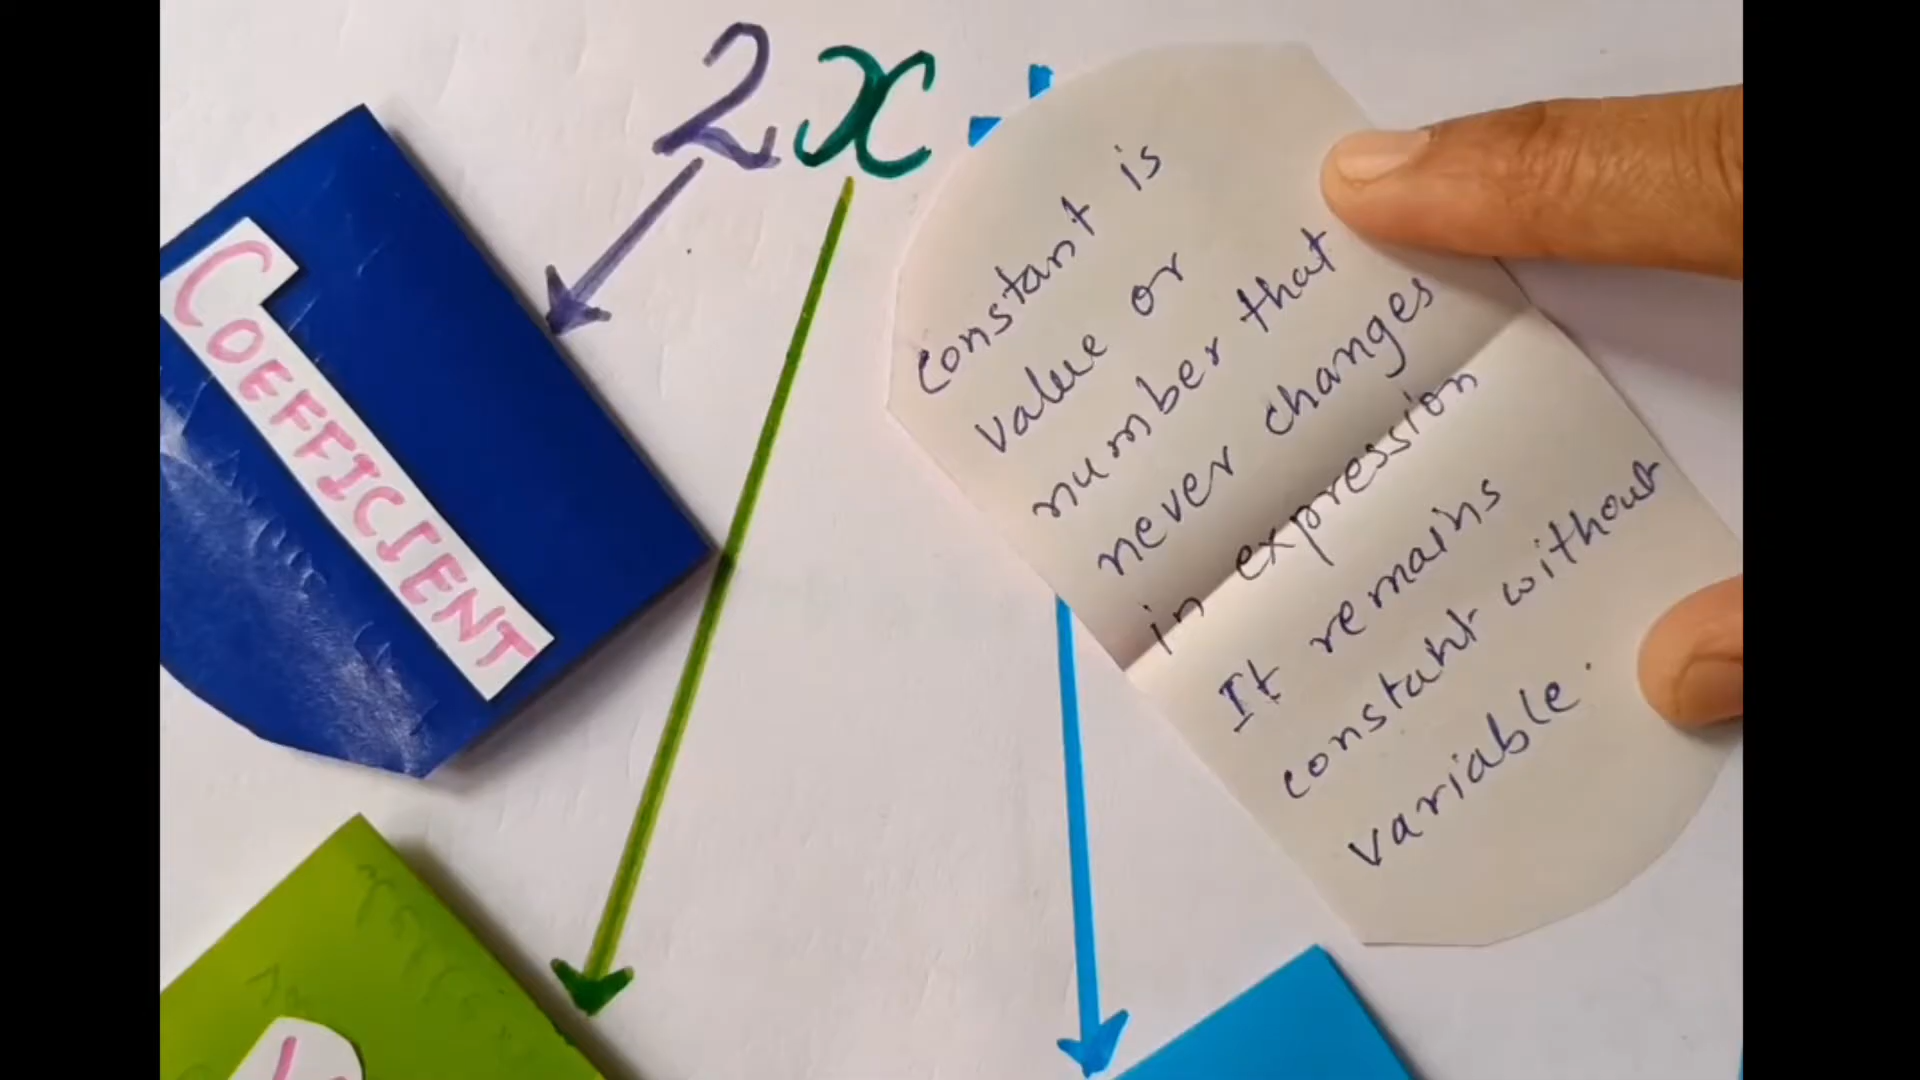 2x +
COEFFICIENT
constant is
value or
number that
never changes
in expression
It remains
constant without
variable.